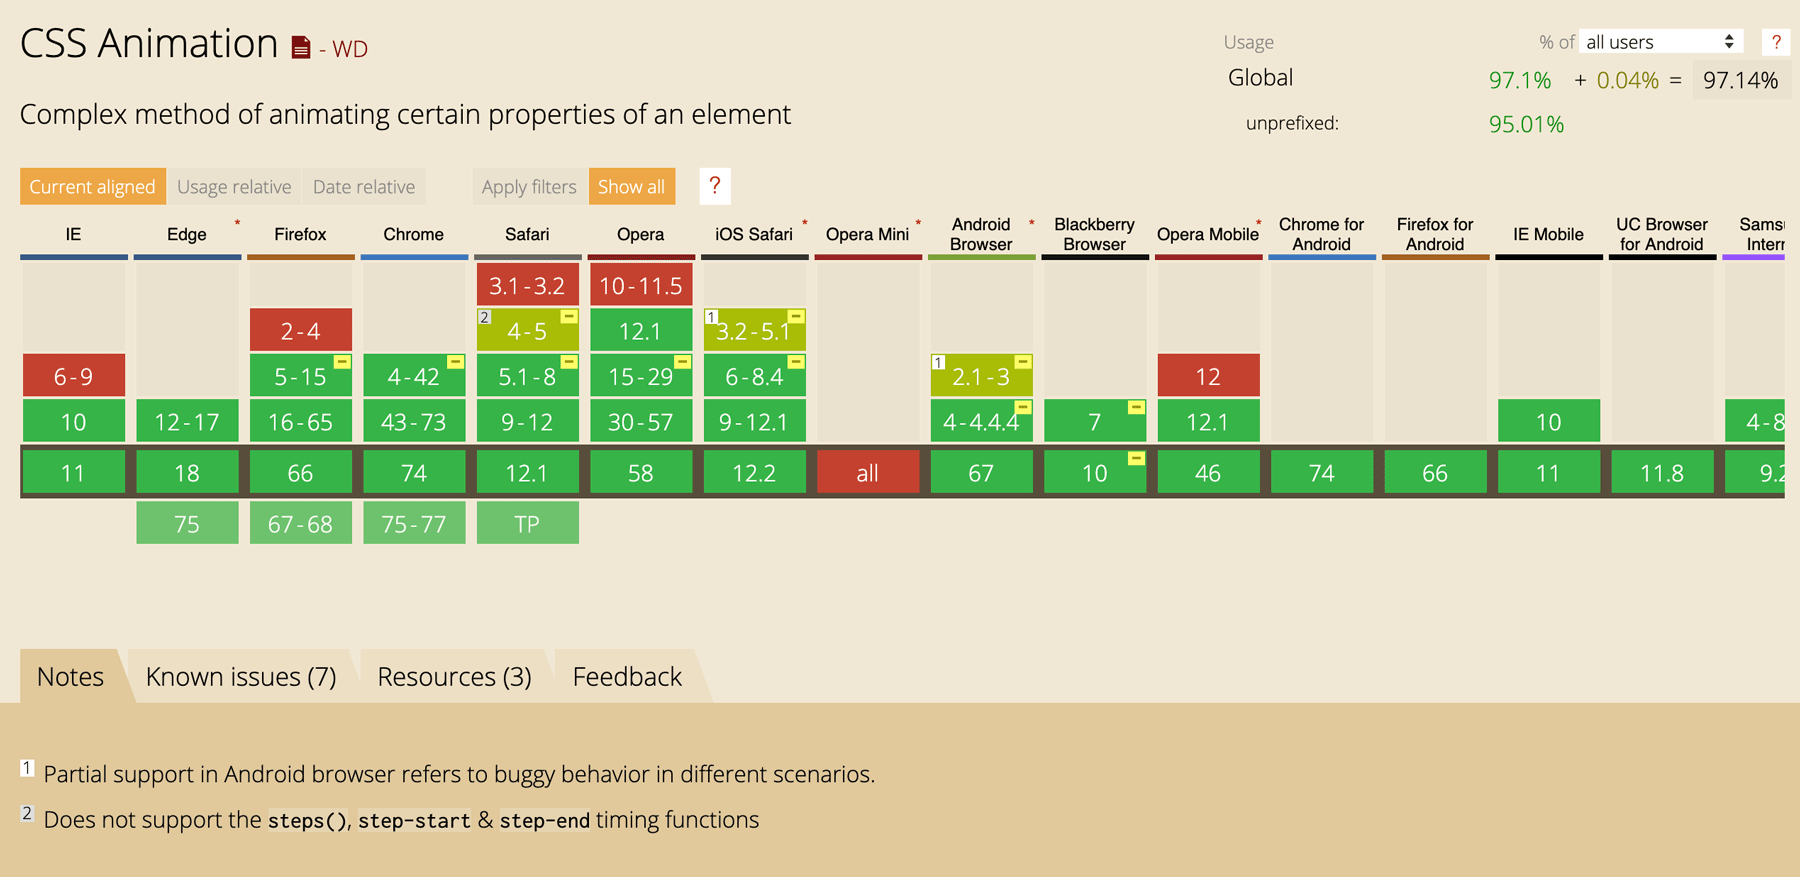 CSS Animation - WD
Usage % of all users ?
Global 97.1% + 0.04% = 97.14%
Complex method of animating certain properties of an element
unprefixed: 95.01%
Current aligned Usage relative Date relative Apply filters Show all ?
IE Edge * Firefox Chrome Safari Opera iOS Safari * Opera Mini * Android Browser * Blackberry Browser Opera Mobile * Chrome for Android Firefox for Android IE Mobile UC Browser for Android
3.1-3.2 10-11.5
2-4 2 4-5 12.1 1 3.2-5.1
6-9 5-15 4-42 5.1-8 15-29 6-8.4 1 2.1-3 12
10 12-17 16-65 43-73 9-12 30-57 9-12.1 4-4.4.4 7 12.1 10 4-8
11 18 66 74 12.1 58 12.2 all 67 10 46 74 66 11 11.8 9.2
75 67-68 75-77 TP
Notes Known issues (7) Resources (3) Feedback
1 Partial support in Android browser refers to buggy behavior in different scenarios.
2 Does not support the steps(), step-start & step-end timing functions